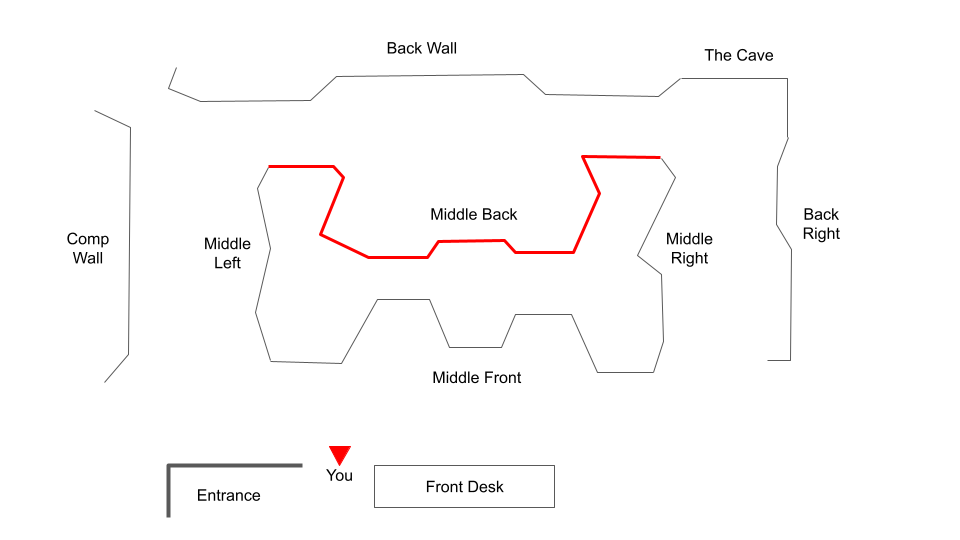 Back Wall
The Cave
Comp
Wall
Middle
Left
Middle Back
Middle
Right
Back
Right
Middle Front
You
Entrance
Front Desk